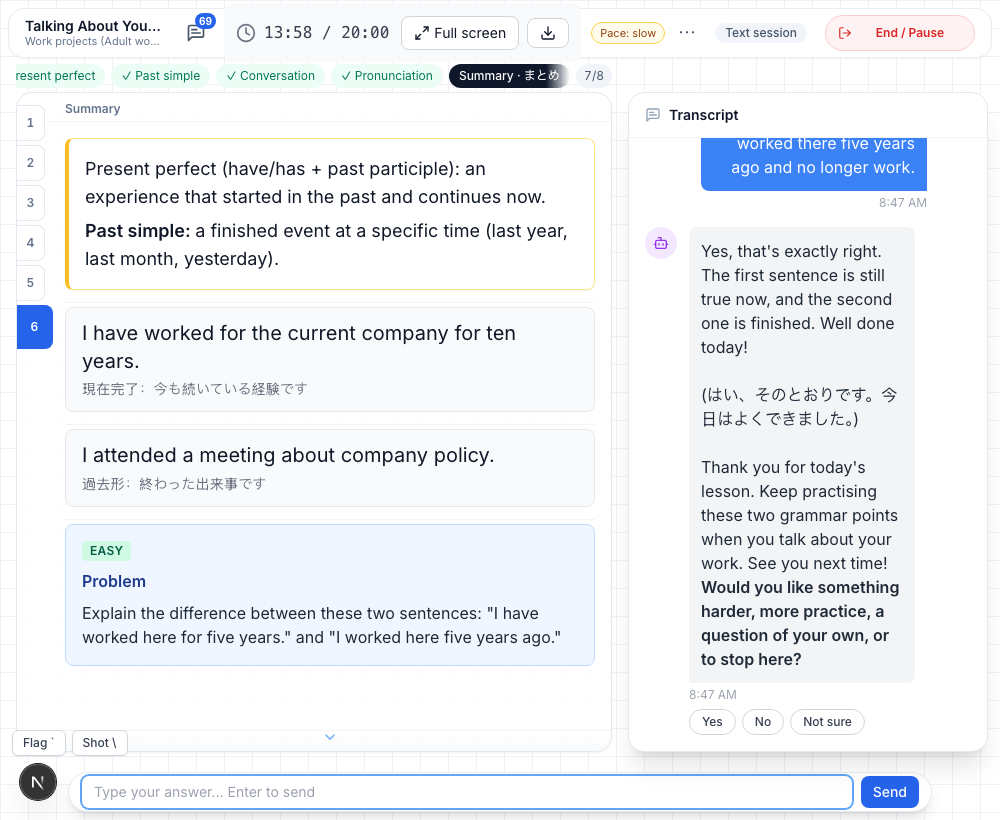 Talking About You...
Work projects (Adult wo...
69
13:58 / 20:00
Full screen
Pace: slow
...
Text session
End / Pause
resent perfect
✓ Past simple
✓ Conversation
✓ Pronunciation
Summary · まとめ
7/8
1
2
3
4
5
6
Summary
Present perfect (have/has + past participle): an
experience that started in the past and continues now.
Past simple: a finished event at a specific time (last year,
last month, yesterday).
I have worked for the current company for ten
years.
現在完了: 今も続いている経験です
I attended a meeting about company policy.
過去形: 終わった出来事です
EASY
Problem
Explain the difference between these two sentences: "I have
worked here for five years." and "I worked here five years ago."
Flag `
Shot \
N
Transcript
worked there five years
ago and no longer work.
8:47 AM
Yes, that's exactly right.
The first sentence is still
true now, and the second
one is finished. Well done
today!
(はい、そのとおりです。今
日はよくできました。)
Thank you for today's
lesson. Keep practising
these two grammar points
when you talk about your
work. See you next time!
Would you like something
harder, more practice, a
question of your own, or
to stop here?
8:47 AM
Yes
No
Not sure
Type your answer... Enter to send
Send